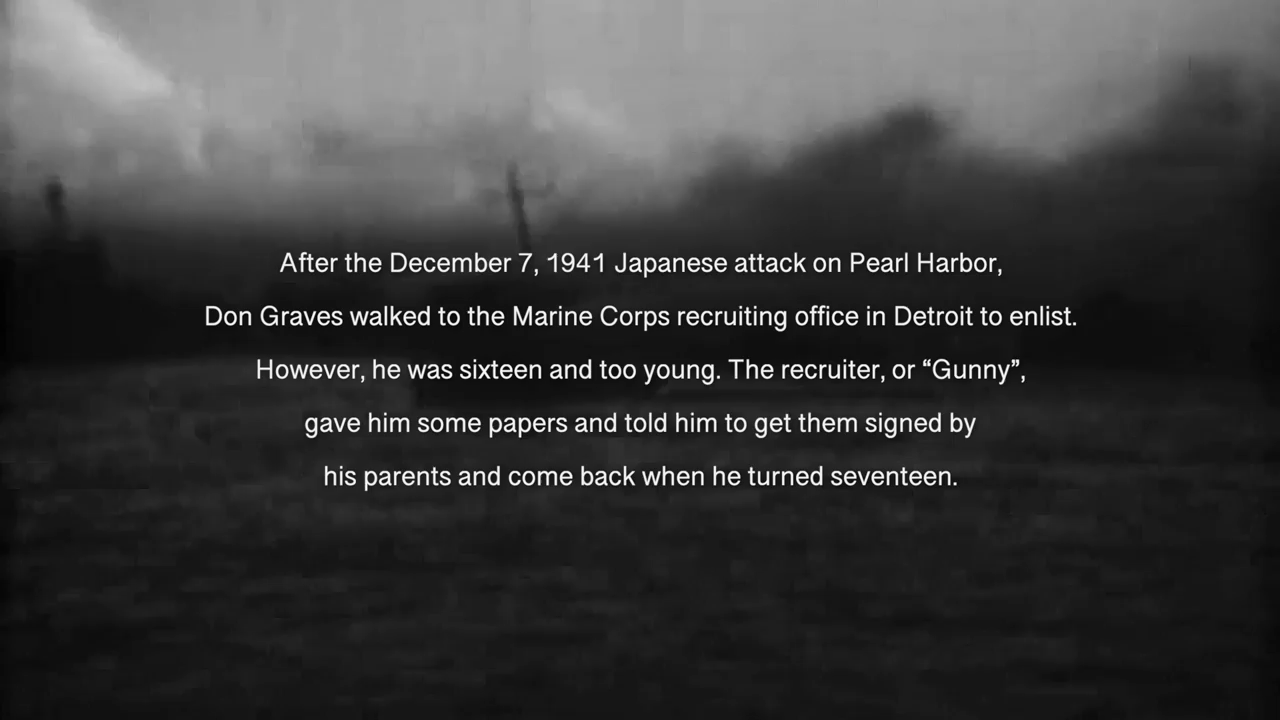 After the December 7, 1941 Japanese attack on Pearl Harbor,
Don Graves walked to the Marine Corps recruiting office in Detroit to enlist.
However, he was sixteen and too young. The recruiter, or “Gunny”,
gave him some papers and told him to get them signed by
his parents and come back when he turned seventeen.